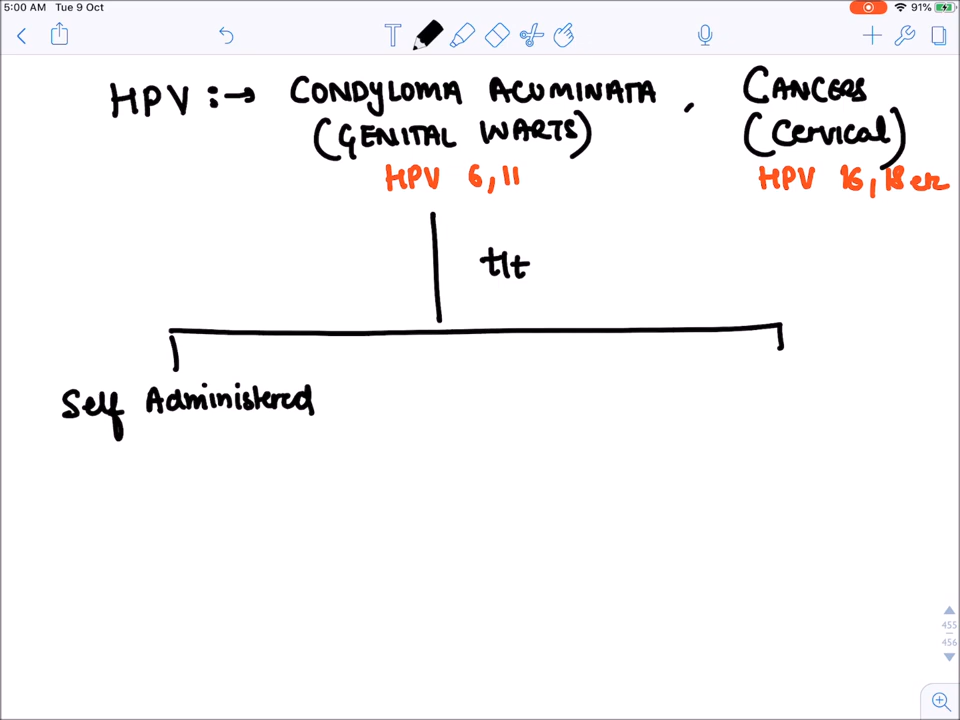 5:00 AM Tue 9 Oct
91%
T
HPV :→ CONDYLOMA ACUMINATA , CANCERS
(GENITAL WARTS) (Cervical)
HPV 6, 11 HPV 16, 18 etc
tlt
Self Administered
455
456